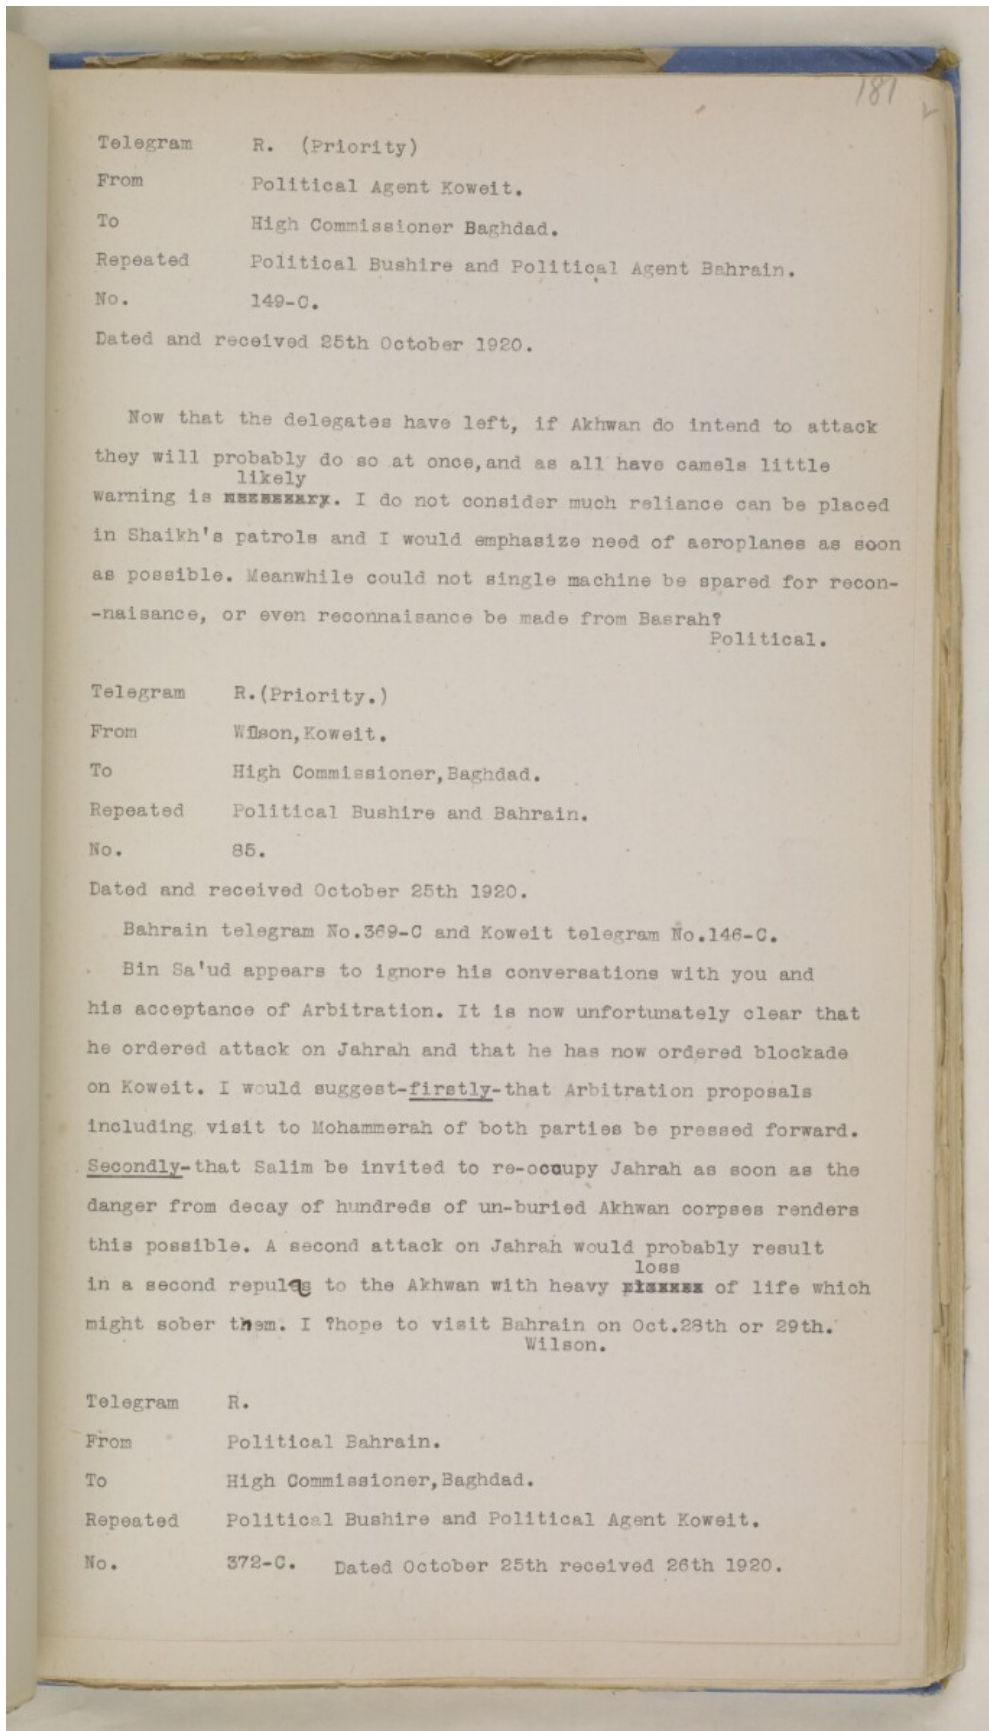 181
Telegram R. (Priority)
From Political Agent Koweit.
To High Commissioner Baghdad.
Repeated Political Bushire and Political Agent Bahrain.
No. 149-C.
Dated and received 25th October 1920.
Now that the delegates have left, if Akhwan do intend to attack
they will probably do so at once,and as all have camels little
likely
warning is . I do not consider much reliance can be placed
in Shaikh's patrols and I would emphasize need of aeroplanes as soon
as possible. Meanwhile could not single machine be spared for recon-
-naisance, or even reconnaisance be made from Basrah?
Political.
Telegram R.(Priority.)
From Wilson,Koweit.
To High Commissioner,Baghdad.
Repeated Political Bushire and Bahrain.
No. 85.
Dated and received October 25th 1920.
Bahrain telegram No.369-C and Koweit telegram No.146-C.
Bin Sa'ud appears to ignore his conversations with you and
his acceptance of Arbitration. It is now unfortunately clear that
he ordered attack on Jahrah and that he has now ordered blockade
on Koweit. I would suggest-firstly-that Arbitration proposals
including visit to Mohammerah of both parties be pressed forward.
Secondly-that Salim be invited to re-occupy Jahrah as soon as the
danger from decay of hundreds of un-buried Akhwan corpses renders
this possible. A second attack on Jahrah would probably result
loss
in a second repulse to the Akhwan with heavy of life which
might sober them. I ?hope to visit Bahrain on Oct.28th or 29th.
Wilson.
Telegram R.
From Political Bahrain.
To High Commissioner,Baghdad.
Repeated Political Bushire and Political Agent Koweit.
No. 372-C. Dated October 25th received 26th 1920.